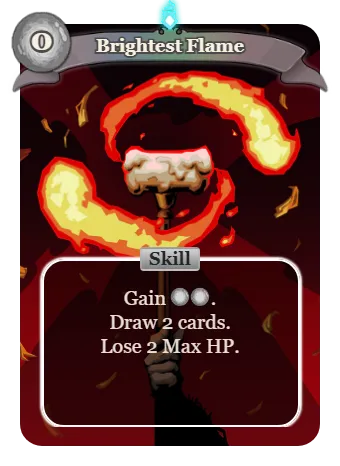 0
Brightest Flame
Skill
Gain .
Draw 2 cards.
Lose 2 Max HP.